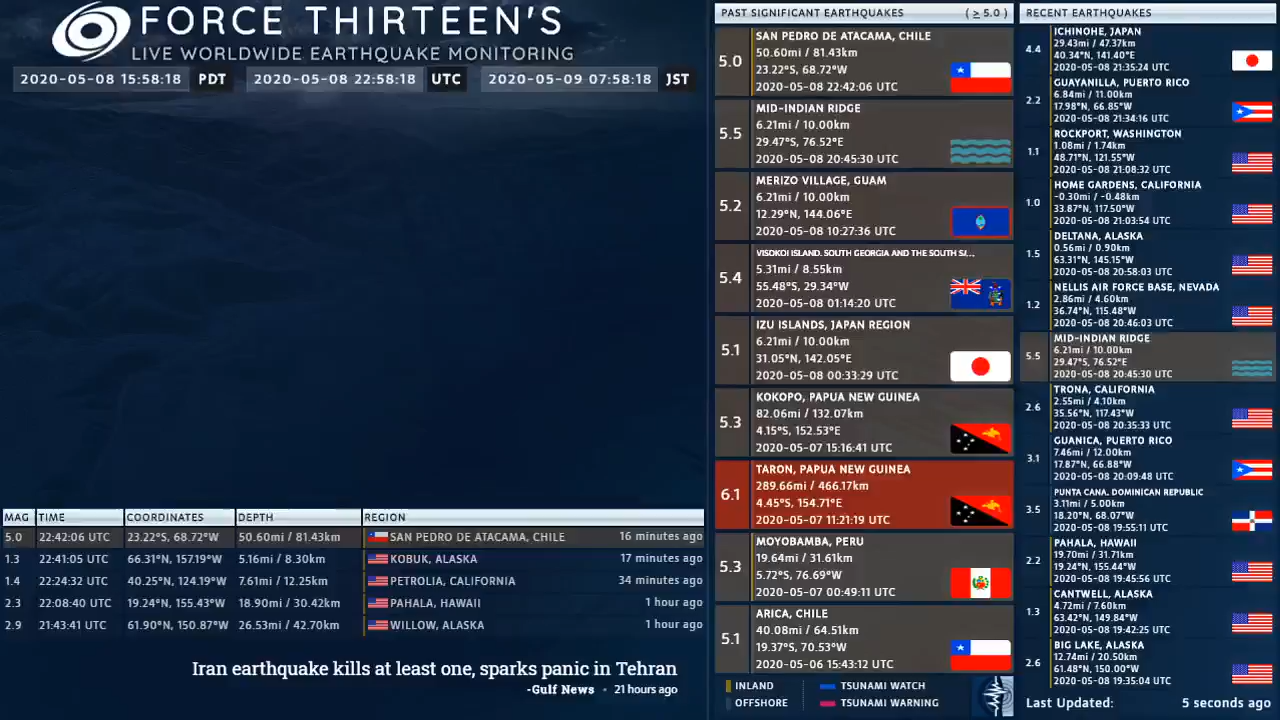 FORCE THIRTEEN'S
LIVE WORLDWIDE EARTHQUAKE MONITORING
2020-05-08 15:58:18 PDT 2020-05-08 22:58:18 UTC 2020-05-09 07:58:18 JST
MAG TIME COORDINATES DEPTH REGION
5.0 22:42:06 UTC 23.22°S, 68.72°W 50.60mi / 81.43km SAN PEDRO DE ATACAMA, CHILE 16 minutes ago
1.3 22:41:05 UTC 66.31°N, 157.19°W 5.16mi / 8.30km KOBUK, ALASKA 17 minutes ago
1.4 22:24:32 UTC 40.25°N, 124.19°W 7.61mi / 12.25km PETROLIA, CALIFORNIA 34 minutes ago
2.3 22:08:40 UTC 19.24°N, 155.43°W 18.90mi / 30.42km PAHALA, HAWAII 1 hour ago
2.9 21:43:41 UTC 61.90°N, 150.87°W 26.53mi / 42.70km WILLOW, ALASKA 1 hour ago
Iran earthquake kills at least one, sparks panic in Tehran
-Gulf News • 21 hours ago
PAST SIGNIFICANT EARTHQUAKES (≥ 5.0)
SAN PEDRO DE ATACAMA, CHILE
5.0
50.60mi / 81.43km
23.22°S, 68.72°W
2020-05-08 22:42:06 UTC
MID-INDIAN RIDGE
5.5
6.21mi / 10.00km
29.47°S, 76.52°E
2020-05-08 20:45:30 UTC
MERIZO VILLAGE, GUAM
5.2
6.21mi / 10.00km
12.29°N, 144.06°E
2020-05-08 10:27:36 UTC
VISOKOI ISLAND, SOUTH GEORGIA AND THE SOUTH S/...
5.4
5.31mi / 8.55km
55.48°S, 29.34°W
2020-05-08 01:14:20 UTC
IZU ISLANDS, JAPAN REGION
5.1
6.21mi / 10.00km
31.05°N, 142.05°E
2020-05-08 00:33:29 UTC
KOKOPO, PAPUA NEW GUINEA
5.3
82.06mi / 132.07km
4.15°S, 152.53°E
2020-05-07 15:16:41 UTC
TARON, PAPUA NEW GUINEA
6.1
289.66mi / 466.17km
4.45°S, 154.71°E
2020-05-07 11:21:19 UTC
MOYOBAMBA, PERU
5.3
19.64mi / 31.61km
5.72°S, 76.69°W
2020-05-07 00:49:11 UTC
ARICA, CHILE
5.1
40.08mi / 64.51km
19.37°S, 70.53°W
2020-05-06 15:43:12 UTC
INLAND TSUNAMI WATCH
OFFSHORE TSUNAMI WARNING
RECENT EARTHQUAKES
ICHINOHE, JAPAN
4.4
29.43mi / 47.37km
40.34°N, 141.40°E
2020-05-08 21:35:24 UTC
GUAYANILLA, PUERTO RICO
2.2
6.84mi / 11.00km
17.98°N, 66.85°W
2020-05-08 21:34:16 UTC
ROCKPORT, WASHINGTON
1.1
1.08mi / 1.74km
48.71°N, 121.55°W
2020-05-08 21:08:32 UTC
HOME GARDENS, CALIFORNIA
1.0
-0.30mi / -0.48km
33.87°N, 117.50°W
2020-05-08 21:03:54 UTC
DELTANA, ALASKA
1.5
0.56mi / 0.90km
63.31°N, 145.15°W
2020-05-08 20:58:03 UTC
NELLIS AIR FORCE BASE, NEVADA
1.2
2.86mi / 4.60km
36.74°N, 115.48°W
2020-05-08 20:46:03 UTC
MID-INDIAN RIDGE
5.5
6.21mi / 10.00km
29.47°S, 76.52°E
2020-05-08 20:45:30 UTC
TRONA, CALIFORNIA
2.6
2.55mi / 4.10km
35.56°N, 117.43°W
2020-05-08 20:35:33 UTC
GUANICA, PUERTO RICO
3.1
7.46mi / 12.00km
17.87°N, 66.88°W
2020-05-08 20:09:48 UTC
PUNTA CANA, DOMINICAN REPUBLIC
3.5
3.11mi / 5.00km
18.20°N, 68.07°W
2020-05-08 19:55:11 UTC
PAHALA, HAWAII
2.2
19.70mi / 31.71km
19.24°N, 155.44°W
2020-05-08 19:45:56 UTC
CANTWELL, ALASKA
1.3
4.72mi / 7.60km
63.42°N, 149.84°W
2020-05-08 19:42:25 UTC
BIG LAKE, ALASKA
2.6
12.74mi / 20.50km
61.48°N, 150.00°W
2020-05-08 19:35:04 UTC
Last Updated: 5 seconds ago